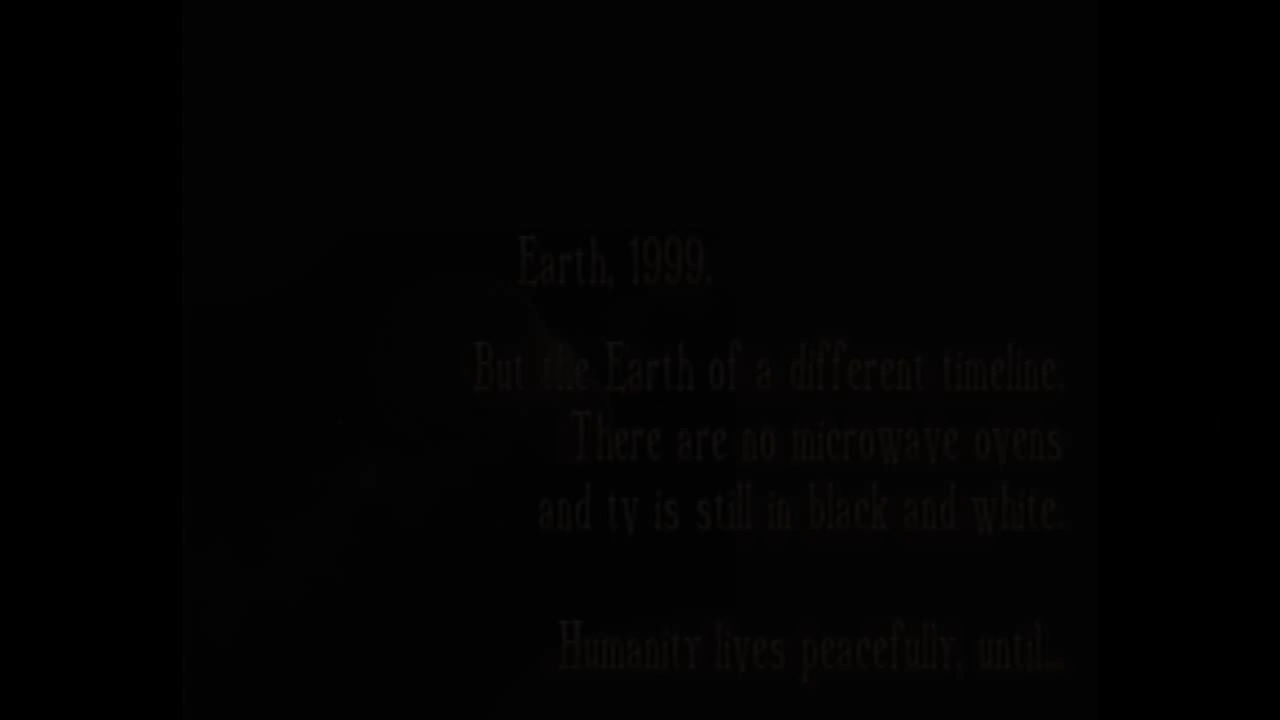 Earth, 1999.
But the Earth of a different timeline.
There are no microwave ovens
and tv is still in black and white..
Humanity lives peacefully, until...